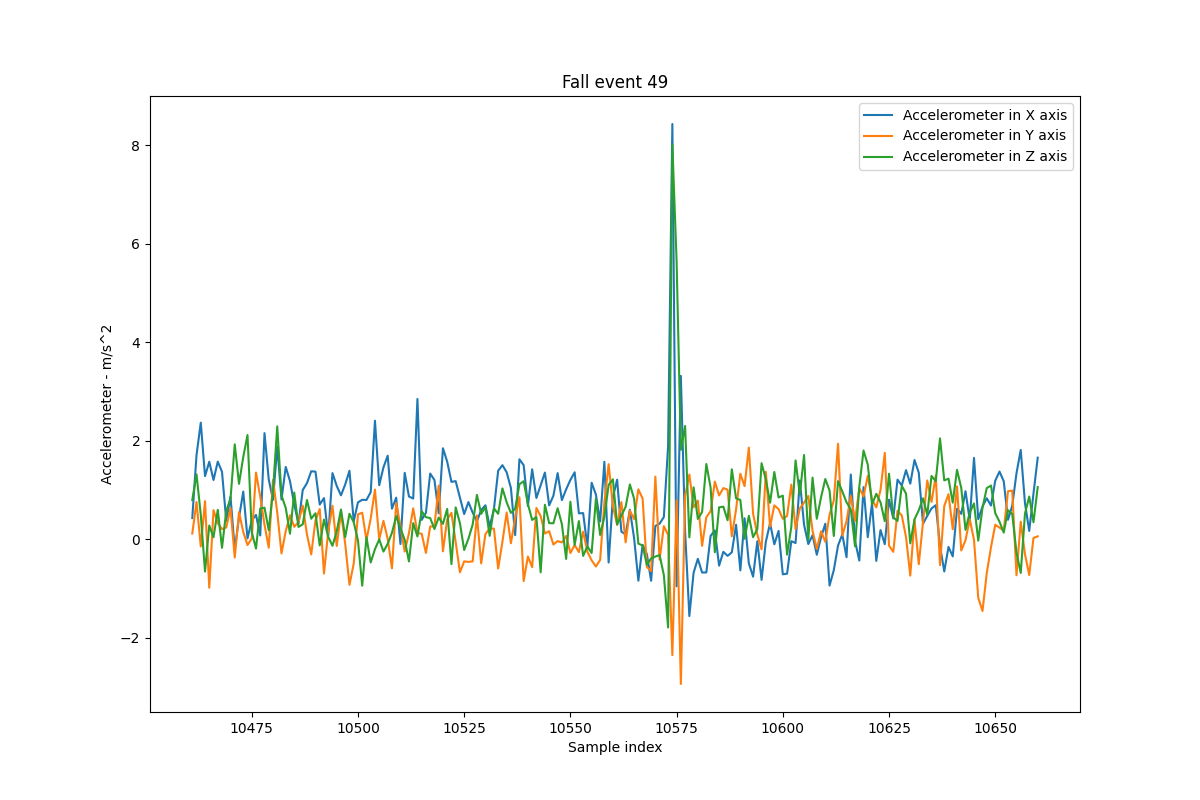 Fall event 49
Accelerometer in X axis
Accelerometer in Y axis
Accelerometer in Z axis
Accelerometer - m/s^2
8
6
4
2
0
−2
10475 10500 10525 10550 10575 10600 10625 10650
Sample index